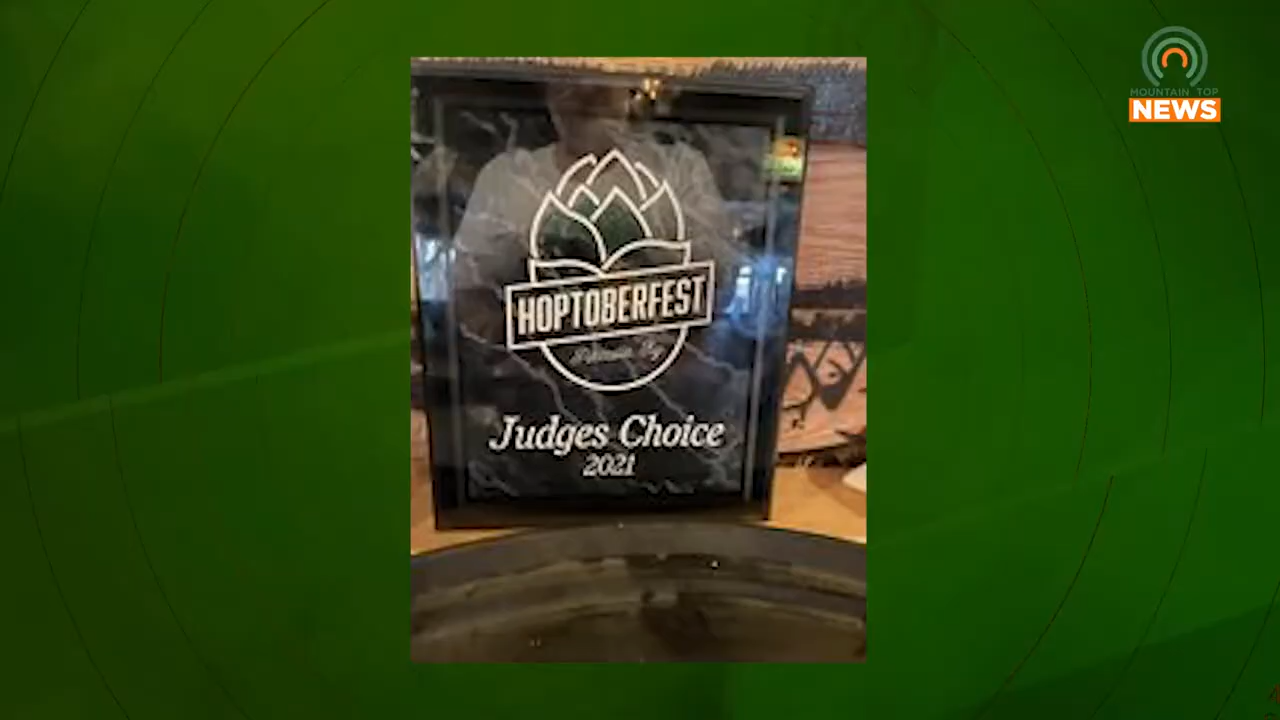 MOUNTAIN TOP
NEWS
HOPTOBERFEST
Judges Choice
2021